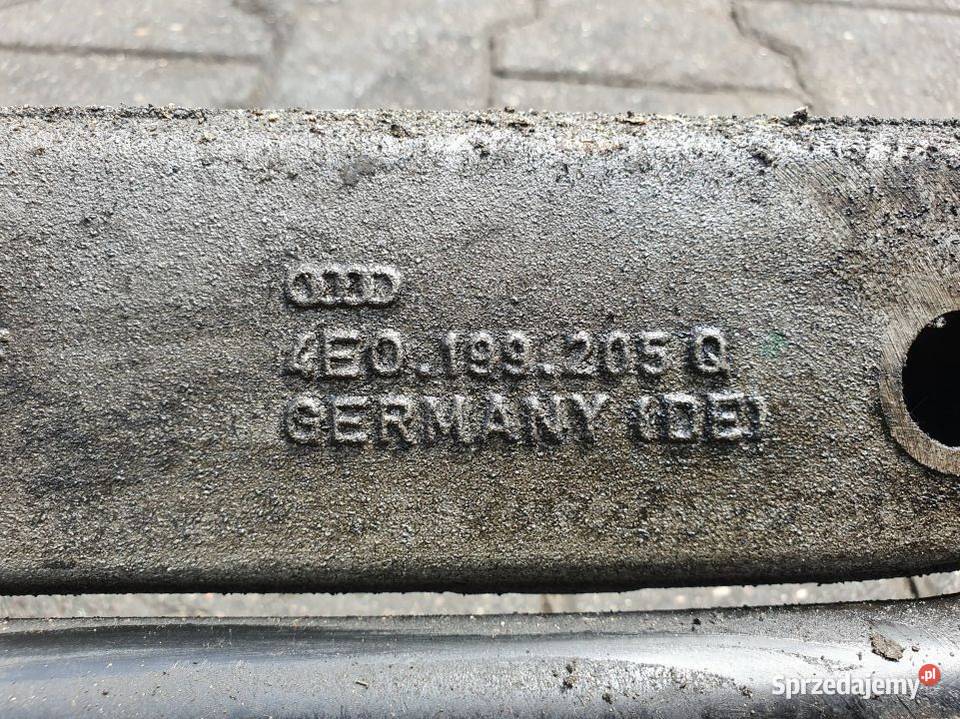 4E0.199.205 Q
GERMANY (DE)
Sprzedajemy.pl